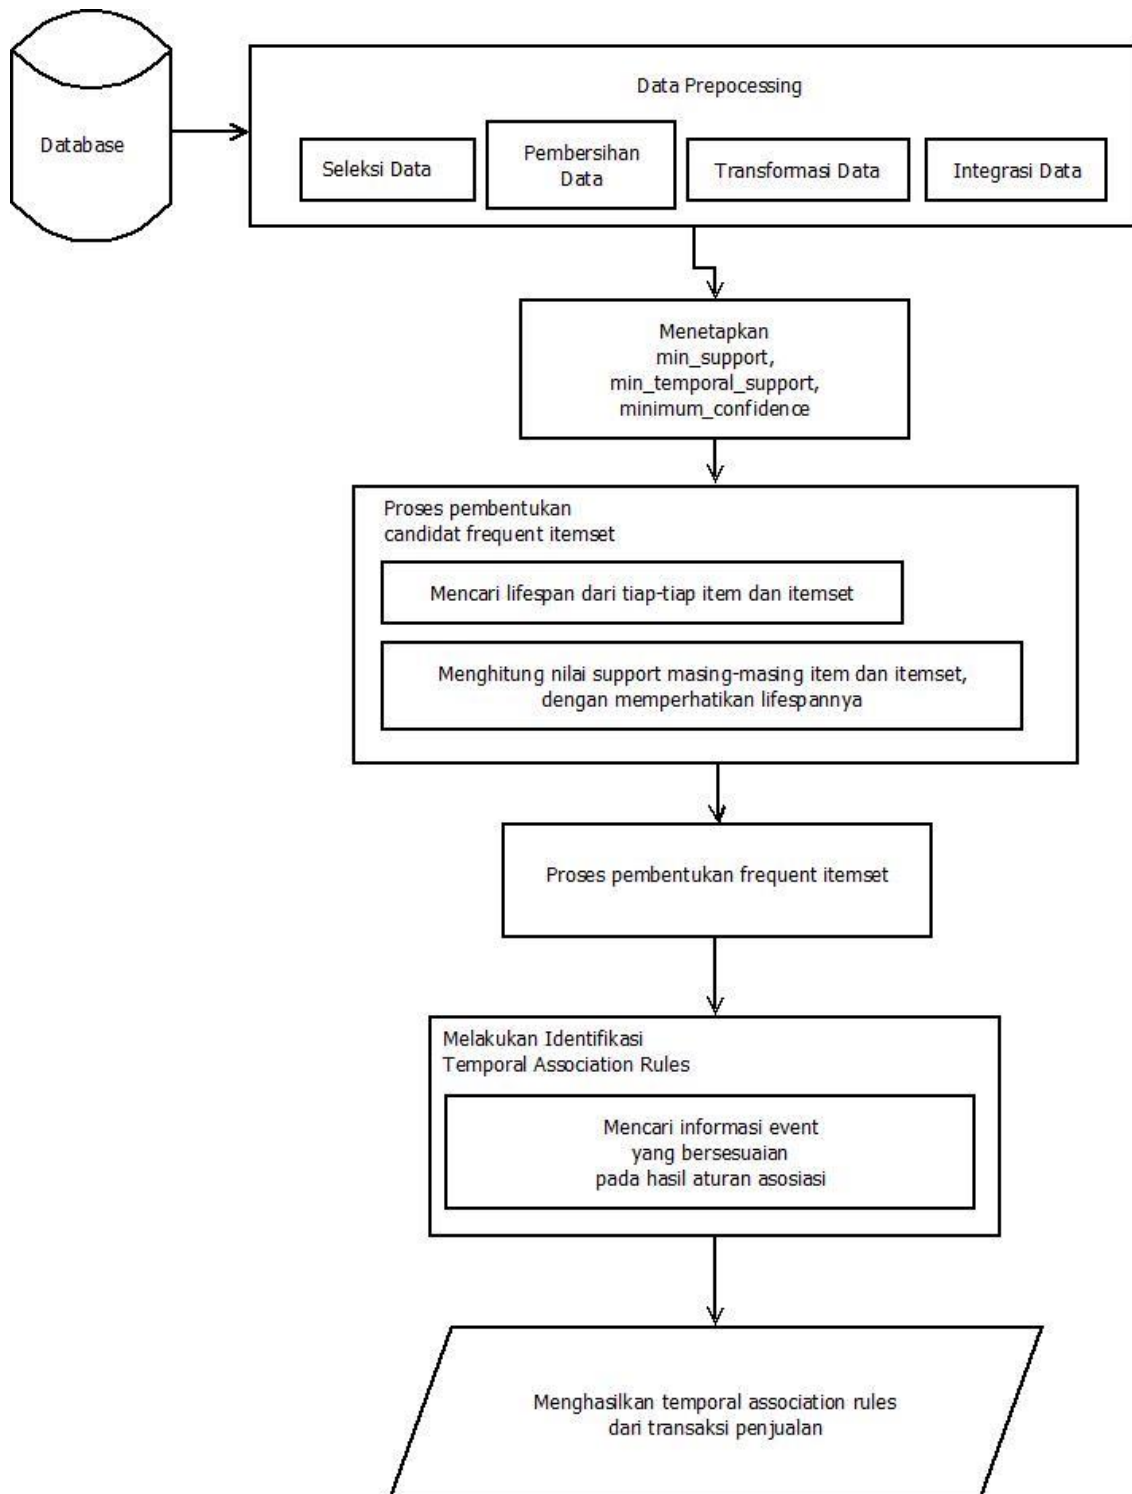 Database
Data Prepocessing
Seleksi Data
Pembersihan
Data
Transformasi Data
Integrasi Data
Menetapkan
min_support,
min_temporal_support,
minimum_confidence
Proses pembentukan
candidat frequent itemset
Mencari lifespan dari tiap-tiap item dan itemset
Menghitung nilai support masing-masing item dan itemset,
dengan memperhatikan lifespannya
Proses pembentukan frequent itemset
Melakukan Identifikasi
Temporal Association Rules
Mencari informasi event
yang bersesuaian
pada hasil aturan asosiasi
Menghasilkan temporal association rules
dari transaksi penjualan